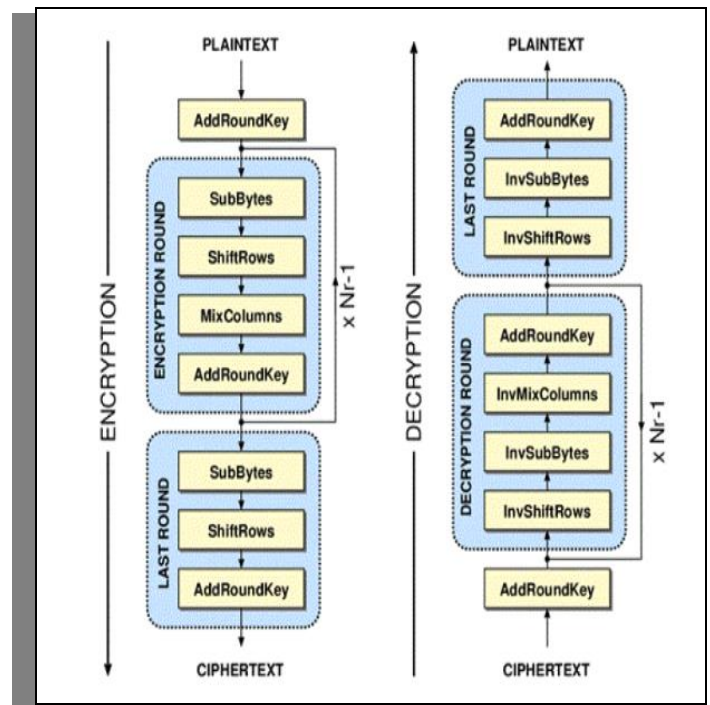 PLAINTEXT
AddRoundKey
SubBytes
ShiftRows
MixColumns
AddRoundKey
ENCRYPTION ROUND
x Nr-1
SubBytes
ShiftRows
AddRoundKey
LAST ROUND
CIPHERTEXT
ENCRYPTION
PLAINTEXT
AddRoundKey
InvSubBytes
InvShiftRows
LAST ROUND
AddRoundKey
InvMixColumns
InvSubBytes
InvShiftRows
DECRYPTION ROUND
x Nr-1
AddRoundKey
CIPHERTEXT
DECRYPTION